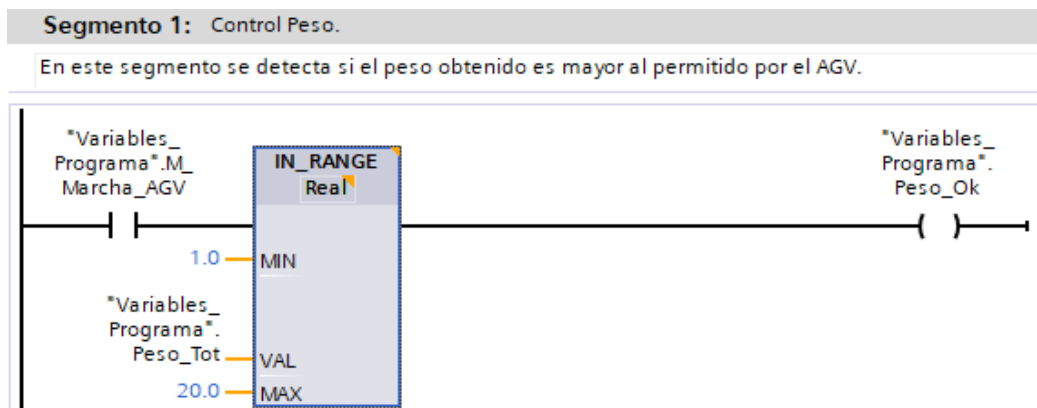 Segmento 1: Control Peso.
En este segmento se detecta si el peso obtenido es mayor al permitido por el AGV.
"Variables_
Programa".M_
Marcha_AGV
IN_RANGE
Real
"Variables_
Programa".
Peso_Ok
1.0
MIN
"Variables_
Programa".
Peso_Tot
VAL
20.0
MAX